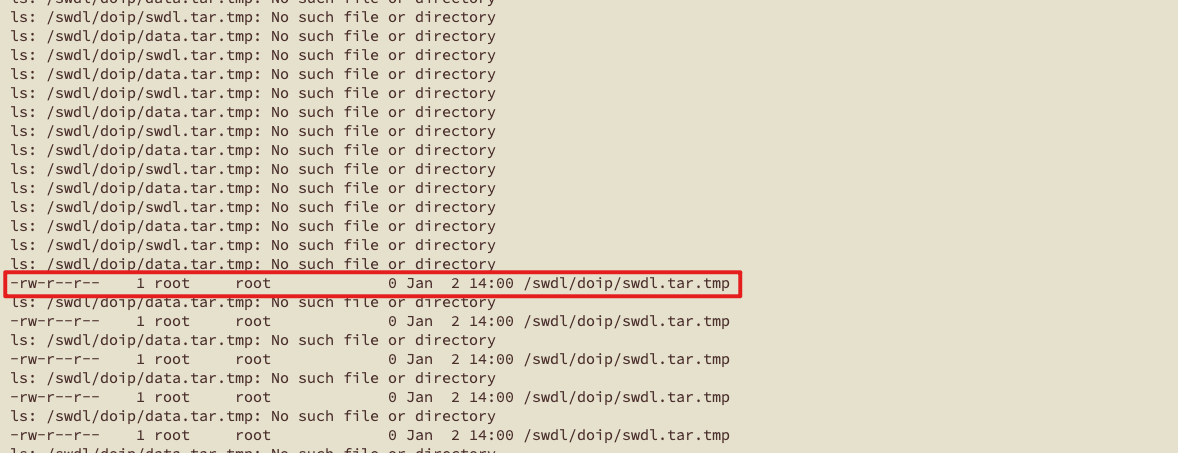 ls: /swdl/doip/swdl.tar.tmp: No such file or directory
ls: /swdl/doip/data.tar.tmp: No such file or directory
ls: /swdl/doip/swdl.tar.tmp: No such file or directory
ls: /swdl/doip/data.tar.tmp: No such file or directory
ls: /swdl/doip/swdl.tar.tmp: No such file or directory
ls: /swdl/doip/data.tar.tmp: No such file or directory
ls: /swdl/doip/swdl.tar.tmp: No such file or directory
ls: /swdl/doip/data.tar.tmp: No such file or directory
ls: /swdl/doip/swdl.tar.tmp: No such file or directory
ls: /swdl/doip/data.tar.tmp: No such file or directory
ls: /swdl/doip/swdl.tar.tmp: No such file or directory
ls: /swdl/doip/data.tar.tmp: No such file or directory
ls: /swdl/doip/swdl.tar.tmp: No such file or directory
ls: /swdl/doip/data.tar.tmp: No such file or directory
-rw-r--r--    1 root     root             0 Jan  2 14:00 /swdl/doip/swdl.tar.tmp
ls: /swdl/doip/data.tar.tmp: No such file or directory
-rw-r--r--    1 root     root             0 Jan  2 14:00 /swdl/doip/swdl.tar.tmp
ls: /swdl/doip/data.tar.tmp: No such file or directory
-rw-r--r--    1 root     root             0 Jan  2 14:00 /swdl/doip/swdl.tar.tmp
ls: /swdl/doip/data.tar.tmp: No such file or directory
-rw-r--r--    1 root     root             0 Jan  2 14:00 /swdl/doip/swdl.tar.tmp
ls: /swdl/doip/data.tar.tmp: No such file or directory
-rw-r--r--    1 root     root             0 Jan  2 14:00 /swdl/doip/swdl.tar.tmp